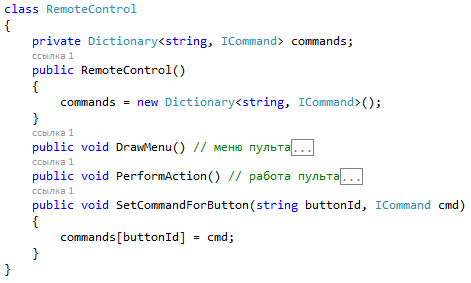 class RemoteControl
{
private Dictionary<string, ICommand> commands;
ссылка 1
public RemoteControl()
{
commands = new Dictionary<string, ICommand>();
}
ссылка 1
public void DrawMenu() // меню пульта...
ссылка 1
public void PerformAction() // работа пульта...
ссылка 1
public void SetCommandForButton(string buttonId, ICommand cmd)
{
commands[buttonId] = cmd;
}
}